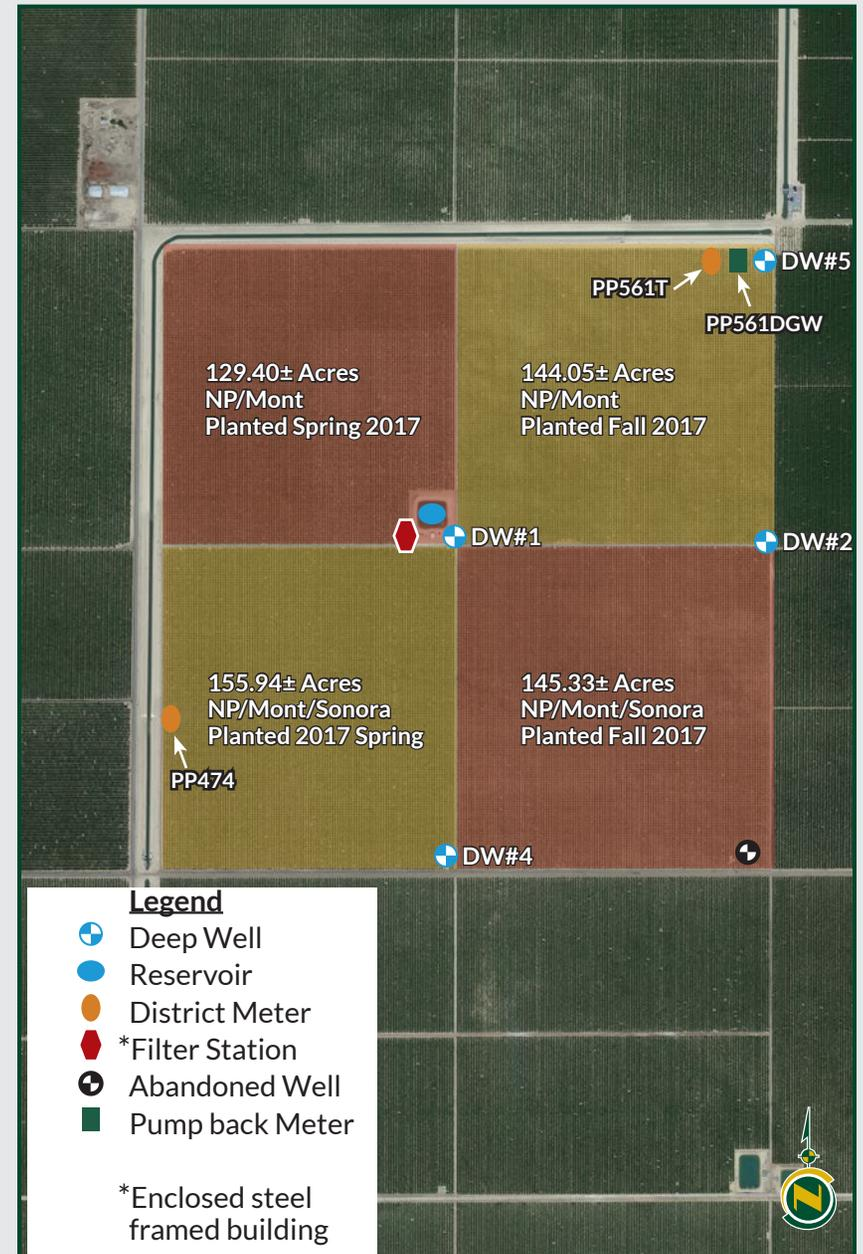 DW#5
PP561T
PP561DGW
129.40± Acres
NP/Mont
Planted Spring 2017
144.05± Acres
NP/Mont
Planted Fall 2017
DW#1
DW#2
155.94± Acres
NP/Mont/Sonora
Planted 2017 Spring
145.33± Acres
NP/Mont/Sonora
Planted Fall 2017
PP474
DW#4
Legend
Deep Well
Reservoir
District Meter
*Filter Station
Abandoned Well
Pump back Meter
*Enclosed steel
framed building
N